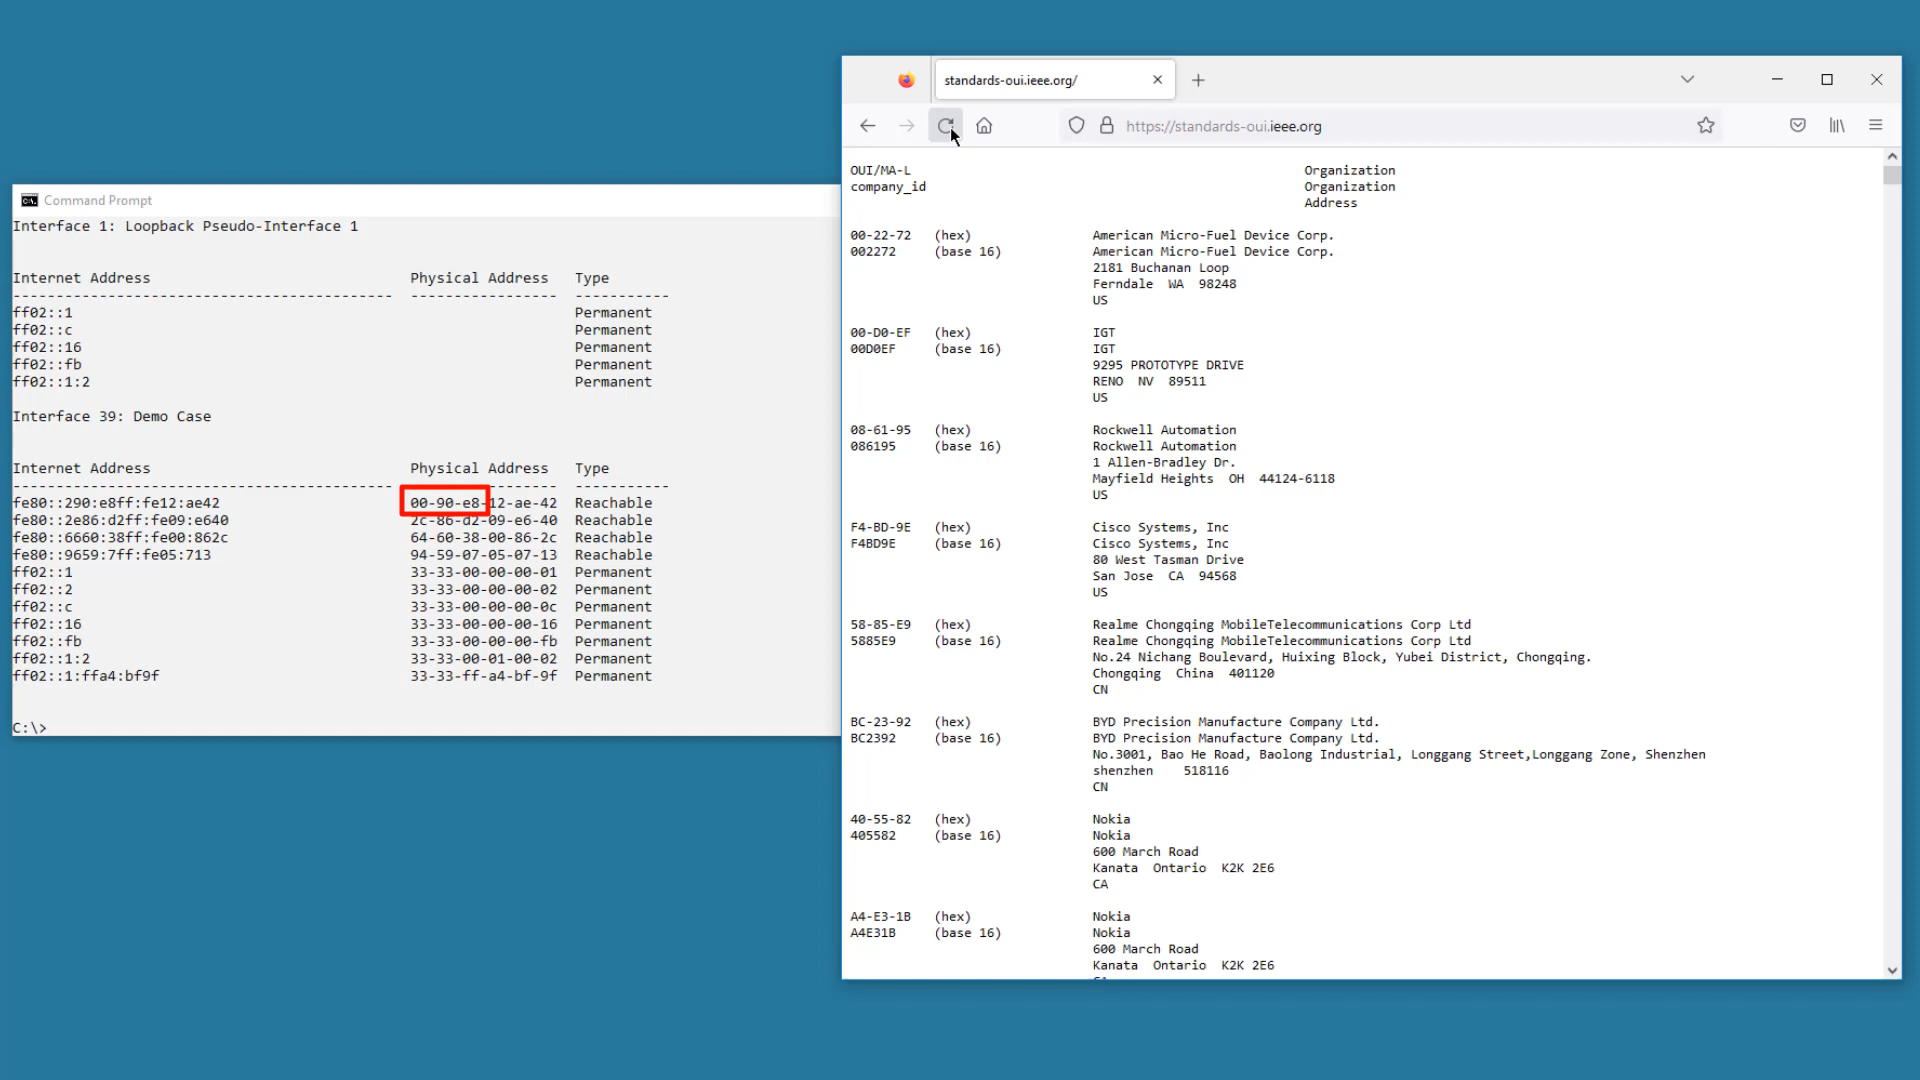 Command Prompt
Interface 1: Loopback Pseudo-Interface 1
Internet Address Physical Address Type
-------------------------------------------- ----------------- -----------
ff02::1 Permanent
ff02::c Permanent
ff02::16 Permanent
ff02::fb Permanent
ff02::1:2 Permanent
Interface 39: Demo Case
Internet Address Physical Address Type
-------------------------------------------- ----------------- -----------
fe80::290:e8ff:fe12:ae42 00-90-e8-12-ae-42 Reachable
fe80::2e86:d2ff:fe09:e640 2c-86-d2-09-e6-40 Reachable
fe80::6660:38ff:fe00:862c 64-60-38-00-86-2c Reachable
fe80::9659:7ff:fe05:713 94-59-07-05-07-13 Reachable
ff02::1 33-33-00-00-00-01 Permanent
ff02::2 33-33-00-00-00-02 Permanent
ff02::c 33-33-00-00-00-0c Permanent
ff02::16 33-33-00-00-00-16 Permanent
ff02::fb 33-33-00-00-00-fb Permanent
ff02::1:2 33-33-00-01-00-02 Permanent
ff02::1:ffa4:bf9f 33-33-ff-a4-bf-9f Permanent
C:\>
standards-oui.ieee.org/
https://standards-oui.ieee.org
OUI/MA-L Organization
company_id Organization
Address
00-22-72 (hex) American Micro-Fuel Device Corp.
002272 (base 16) American Micro-Fuel Device Corp.
2181 Buchanan Loop
Ferndale WA 98248
US
00-D0-EF (hex) IGT
00D0EF (base 16) IGT
9295 PROTOTYPE DRIVE
RENO NV 89511
US
08-61-95 (hex) Rockwell Automation
086195 (base 16) Rockwell Automation
1 Allen-Bradley Dr.
Mayfield Heights OH 44124-6118
US
F4-BD-9E (hex) Cisco Systems, Inc
F4BD9E (base 16) Cisco Systems, Inc
80 West Tasman Drive
San Jose CA 94568
US
58-85-E9 (hex) Realme Chongqing MobileTelecommunications Corp Ltd
5885E9 (base 16) Realme Chongqing MobileTelecommunications Corp Ltd
No.24 Nichang Boulevard, Huixing Block, Yubei District, Chongqing.
Chongqing China 401120
CN
BC-23-92 (hex) BYD Precision Manufacture Company Ltd.
BC2392 (base 16) BYD Precision Manufacture Company Ltd.
No.3001, Bao He Road, Baolong Industrial, Longgang Street,Longgang Zone, Shenzhen
shenzhen 518116
CN
40-55-82 (hex) Nokia
405582 (base 16) Nokia
600 March Road
Kanata Ontario K2K 2E6
CA
A4-E3-1B (hex) Nokia
A4E31B (base 16) Nokia
600 March Road
Kanata Ontario K2K 2E6